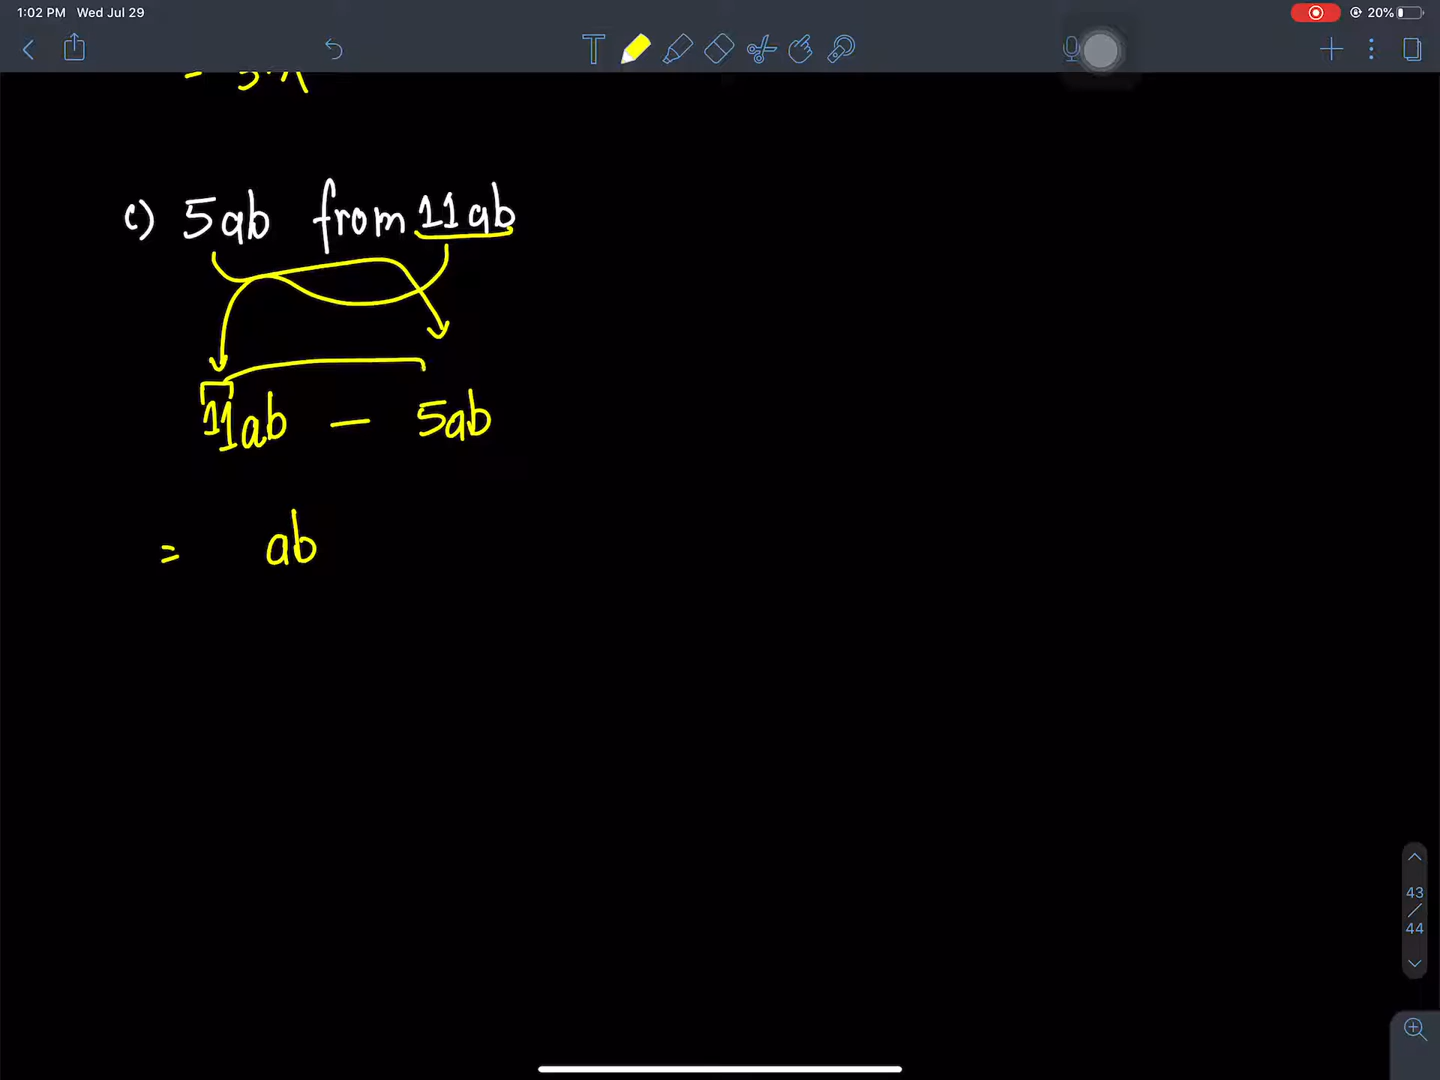 1:02 PM Wed Jul 29
20%
c) 5ab from 11ab
11ab - 5ab
= ab
43
/
44